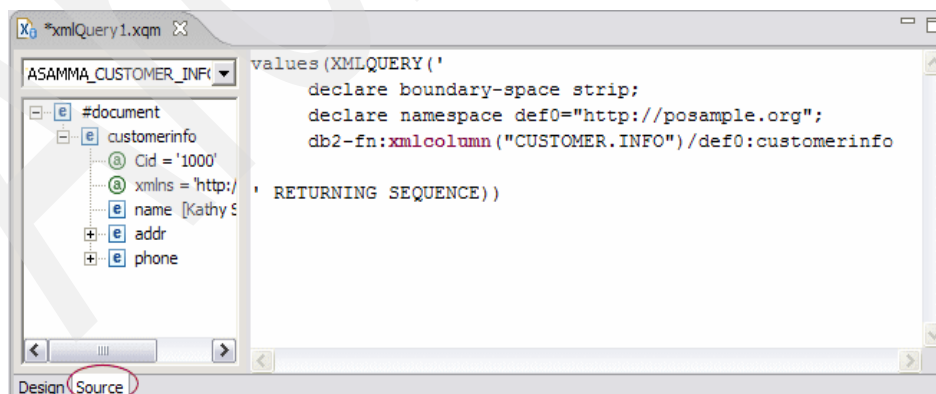 *xmlQuery1.xqm
ASAMMA_CUSTOMER_INF(
#document
customerinfo
Cid = '1000'
xmlns = 'http:/
name [Kathy S
addr
phone
values(XMLQUERY('
declare boundary-space strip;
declare namespace def0="http://posample.org";
db2-fn:xmlcolumn("CUSTOMER.INFO")/def0:customerinfo
' RETURNING SEQUENCE))
Design Source